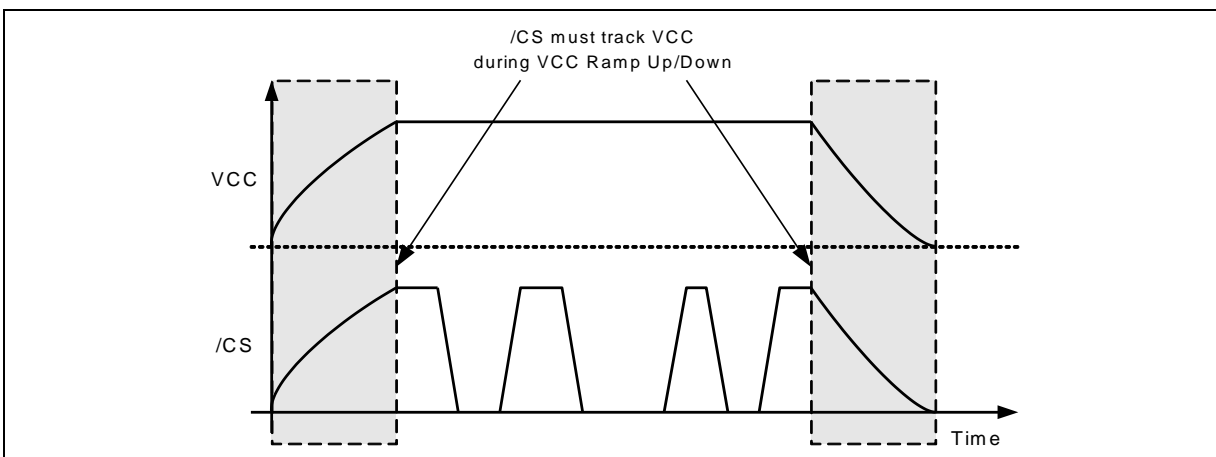 /CS must track VCC
during VCC Ramp Up/Down
VCC
/CS
Time